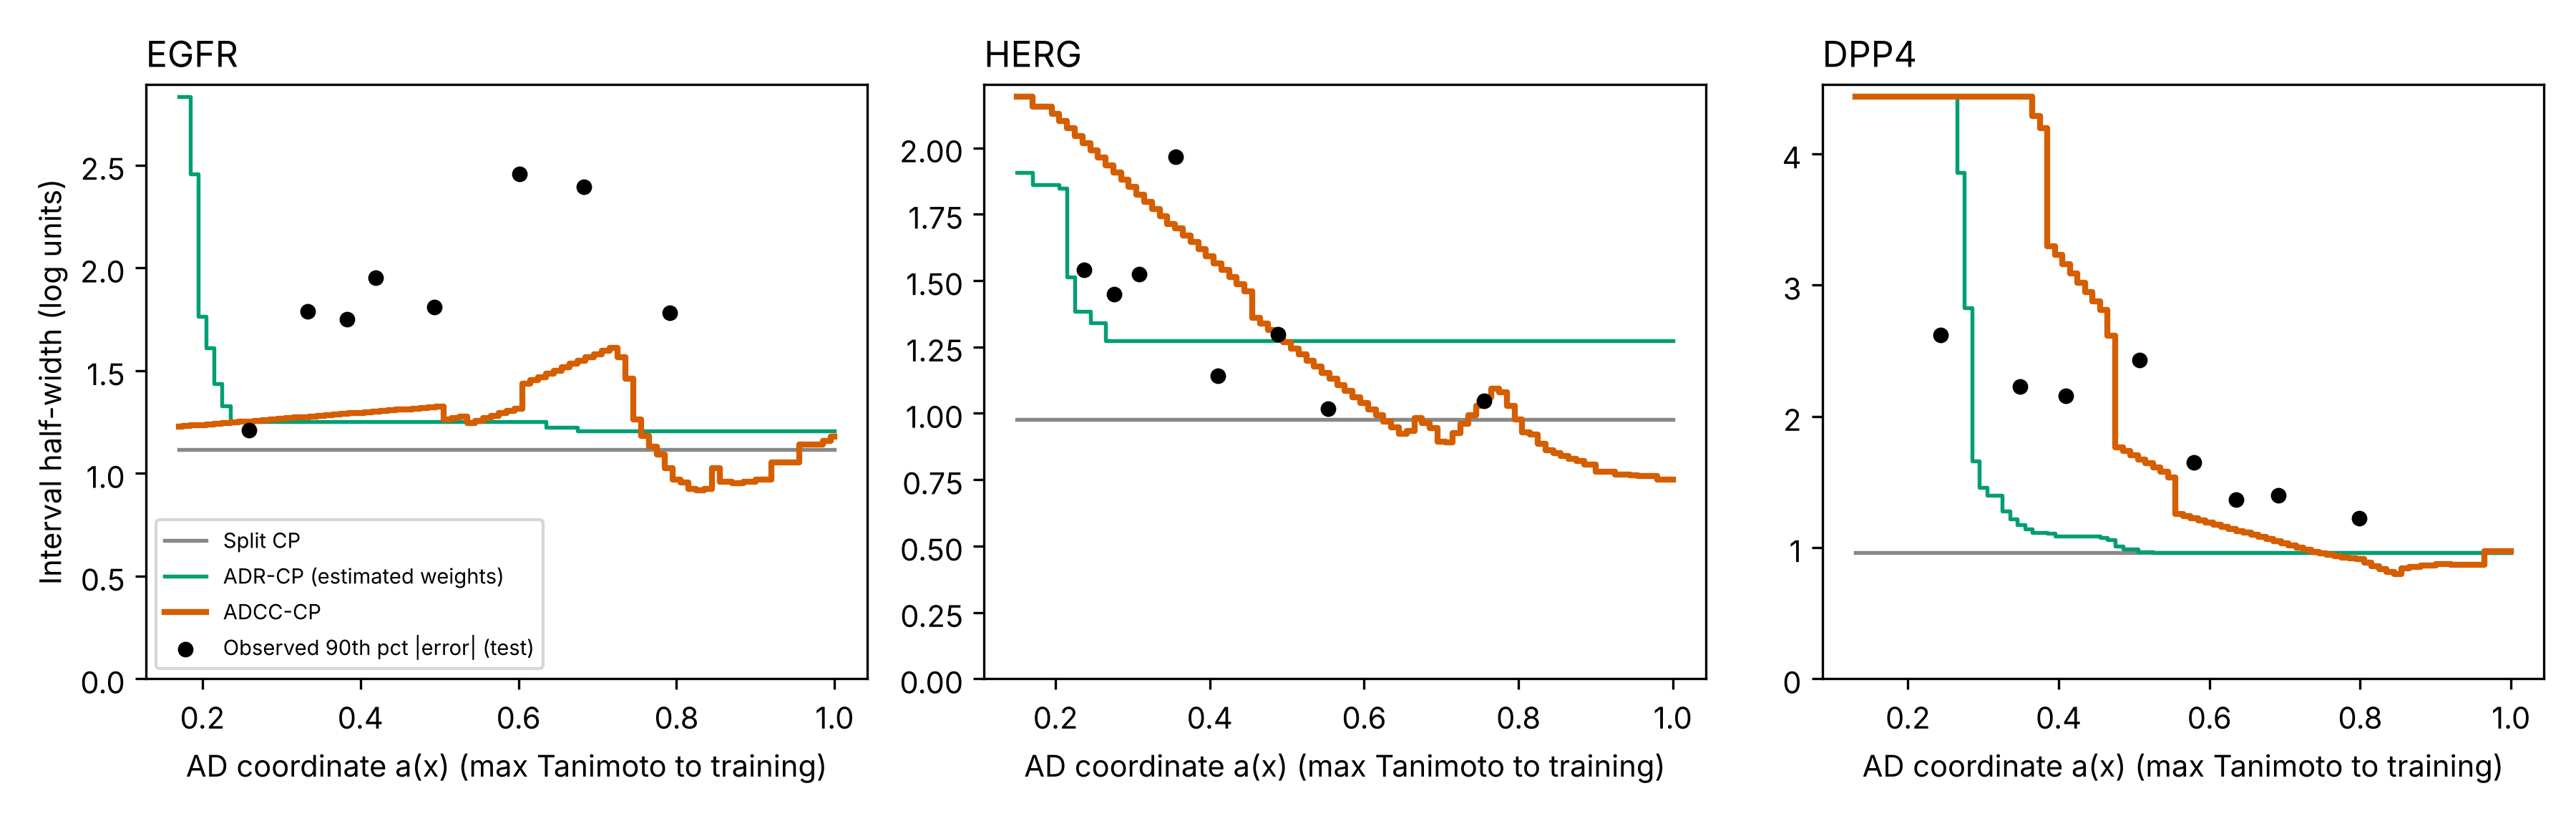 EGFR
HERG
DPP4
Interval half-width (log units)
2.5
2.0
1.5
1.0
0.5
0.0
Split CP
ADR-CP (estimated weights)
ADCC-CP
Observed 90th pct |error| (test)
0.2 0.4 0.6 0.8 1.0
AD coordinate a(x) (max Tanimoto to training)
2.00
1.75
1.50
1.25
1.00
0.75
0.50
0.25
0.00
0.2 0.4 0.6 0.8 1.0
AD coordinate a(x) (max Tanimoto to training)
4
3
2
1
0
0.2 0.4 0.6 0.8 1.0
AD coordinate a(x) (max Tanimoto to training)